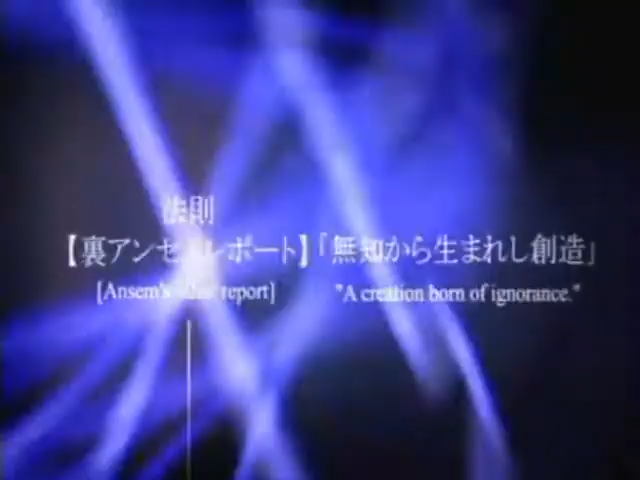 法則
【裏アンセムレポート】「無知から生まれし創造」
[Ansem's report] "A creation born of ignorance."